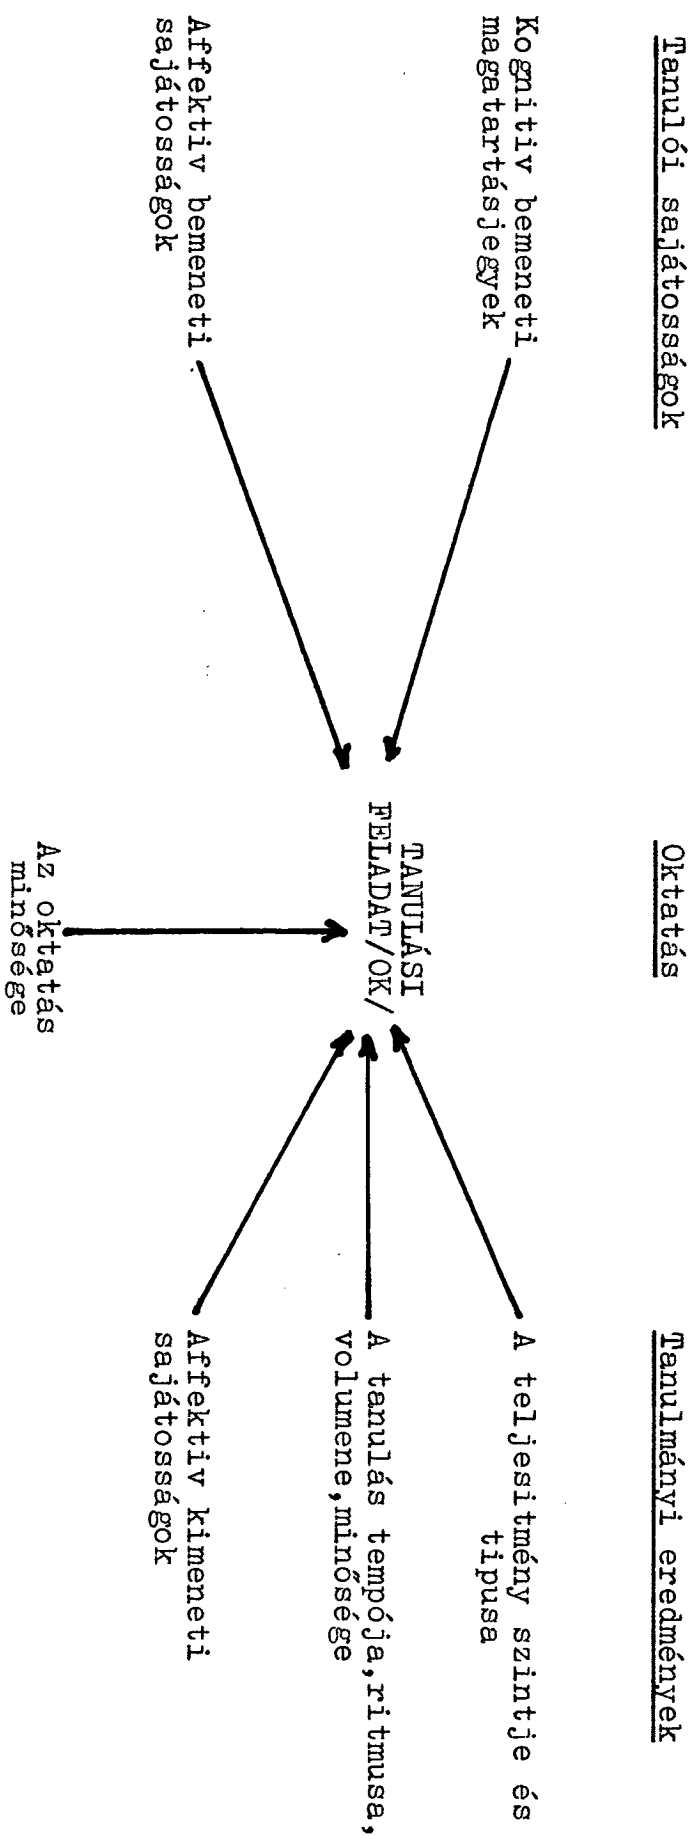 Tanulói sajátosságok
Oktatás
Tanulmányi eredmények
Kognitiv bemeneti
magatartásjegyek
Affektiv bemeneti
sajátosságok
TANULÁSI
FELADAT/OK/
Az oktatás
minősége
A teljesitmény szintje és
tipusa
A tanulás tempója,ritmusa,
volumene,minősége
Affektiv kimeneti
sajátosságok